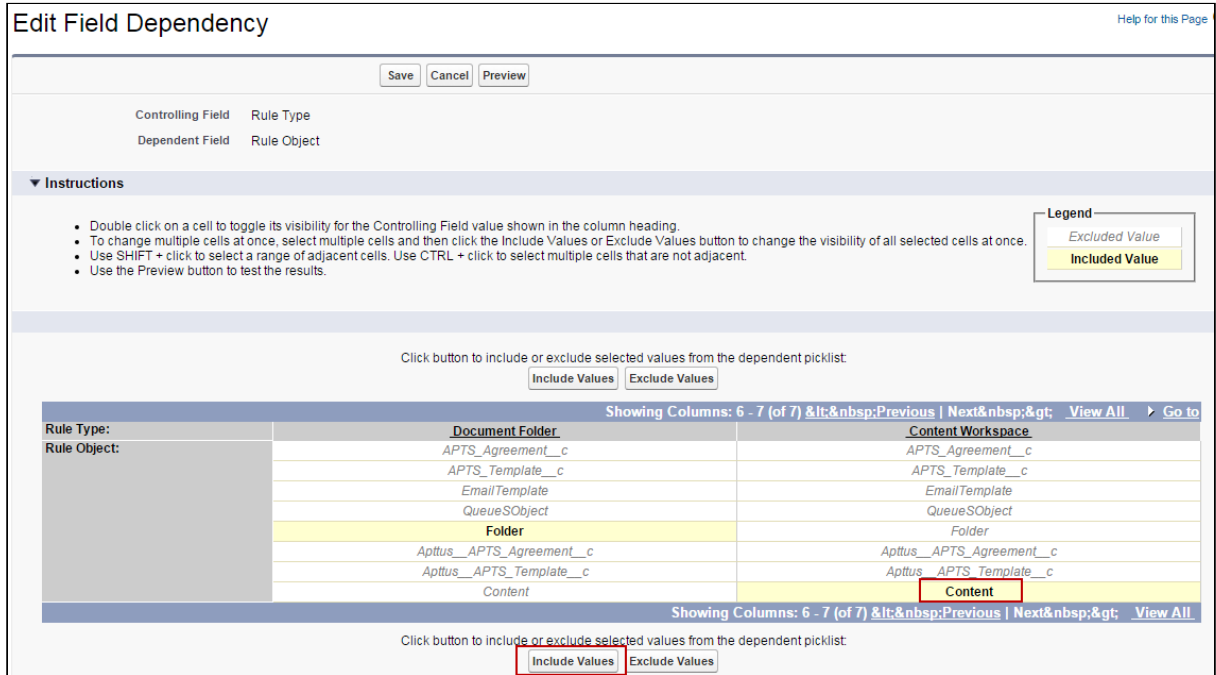 Edit Field Dependency
Help for this Page
Save Cancel Preview
Controlling Field Rule Type
Dependent Field Rule Object
Instructions
Double click on a cell to toggle its visibility for the Controlling Field value shown in the column heading.
To change multiple cells at once, select multiple cells and then click the Include Values or Exclude Values button to change the visibility of all selected cells at once.
Use SHIFT + click to select a range of adjacent cells. Use CTRL + click to select multiple cells that are not adjacent.
Use the Preview button to test the results.
Legend
Excluded Value
Included Value
Click button to include or exclude selected values from the dependent picklist:
Include Values Exclude Values
Showing Columns: 6 - 7 (of 7) &lt;&nbsp;Previous | Next&nbsp;&gt; View All Go to
Rule Type: Document Folder Content Workspace
Rule Object: APTS_Agreement__c APTS_Agreement__c
APTS_Template__c APTS_Template__c
EmailTemplate EmailTemplate
QueueSObject QueueSObject
Folder Folder
Apttus__APTS_Agreement__c Apttus__APTS_Agreement__c
Apttus__APTS_Template__c Apttus__APTS_Template__c
Content Content
Showing Columns: 6 - 7 (of 7) &lt;&nbsp;Previous | Next&nbsp;&gt; View All
Click button to include or exclude selected values from the dependent picklist:
Include Values Exclude Values